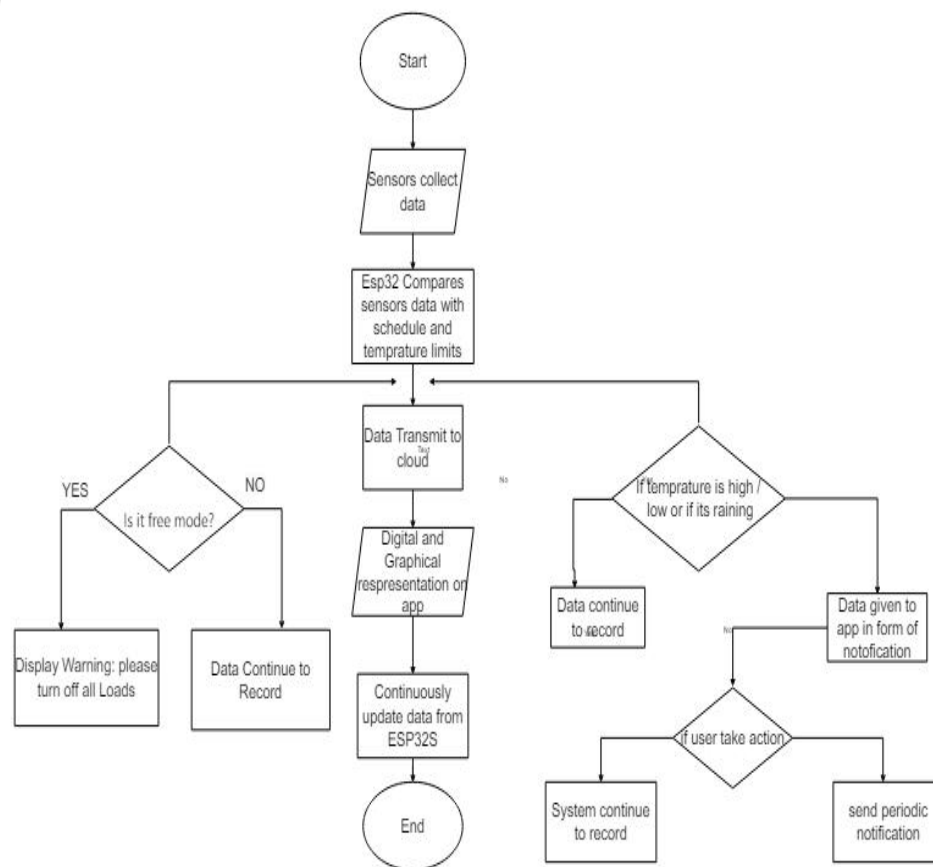 Start
Sensors collect
data
Esp32 Compares
sensors data with
schedule and
temprature limits
Data Transmit to
Text
cloud
YES
NO
Is it free mode?
No
If temprature is high /
low or if its raining
Digital and
Graphical
respresentation on
app
Data continue
to record
Data given to
app in form of
notofication
No
Display Warning: please
turn off all Loads
Data Continue to
Record
Continuously
update data from
ESP32S
if user take action
End
System continue
to record
send periodic
notification